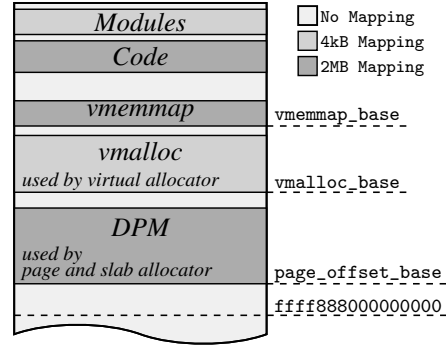 Modules
Code
vmemmap
vmalloc
used by virtual allocator
DPM
used by
page and slab allocator
No Mapping
4kB Mapping
2MB Mapping
vmemmap_base
vmalloc_base
page_offset_base
ffff888000000000